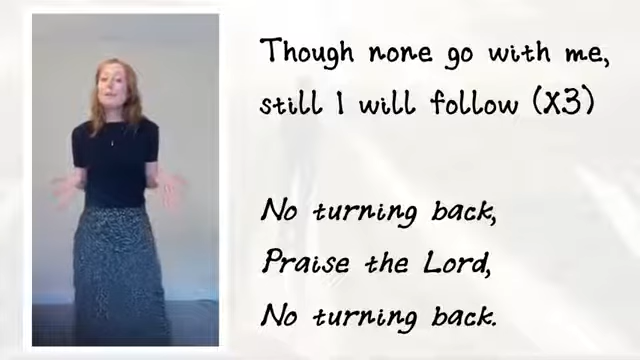 Though none go with me,
still I will follow (X3)
No turning back,
Praise the Lord,
No turning back.